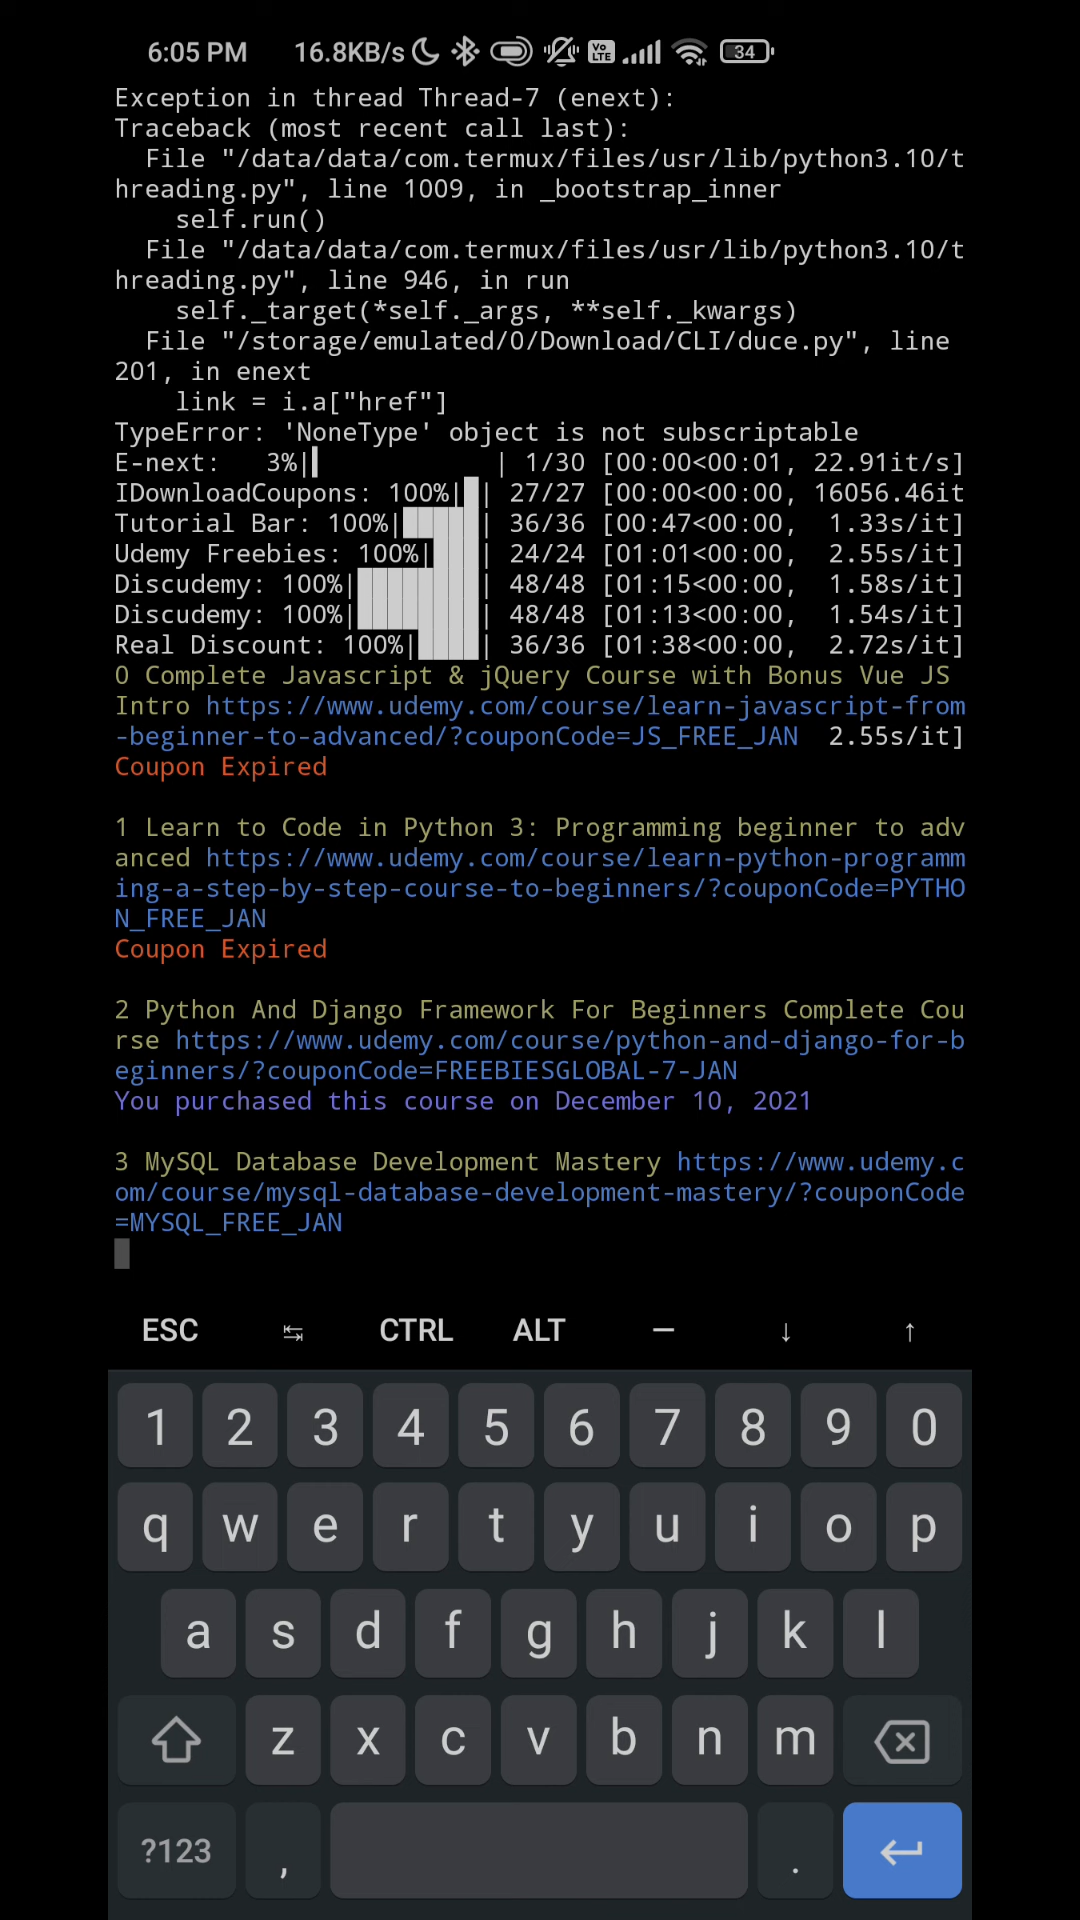 6:05 PM 16.8KB/s Vo LTE 34
Exception in thread Thread-7 (enext):
Traceback (most recent call last):
  File "/data/data/com.termux/files/usr/lib/python3.10/t
hreading.py", line 1009, in _bootstrap_inner
    self.run()
  File "/data/data/com.termux/files/usr/lib/python3.10/t
hreading.py", line 946, in run
    self._target(*self._args, **self._kwargs)
  File "/storage/emulated/0/Download/CLI/duce.py", line
201, in enext
    link = i.a["href"]
TypeError: 'NoneType' object is not subscriptable
E-next:   3%|▌            | 1/30 [00:00<00:01, 22.91it/s]
IDownloadCoupons: 100%|█| 27/27 [00:00<00:00, 16056.46it
Tutorial Bar: 100%|█████| 36/36 [00:47<00:00,  1.33s/it]
Udemy Freebies: 100%|███| 24/24 [01:01<00:00,  2.55s/it]
Discudemy: 100%|████████| 48/48 [01:15<00:00,  1.58s/it]
Discudemy: 100%|████████| 48/48 [01:13<00:00,  1.54s/it]
Real Discount: 100%|████| 36/36 [01:38<00:00,  2.72s/it]
0 Complete Javascript & jQuery Course with Bonus Vue JS
Intro https://www.udemy.com/course/learn-javascript-from
-beginner-to-advanced/?couponCode=JS_FREE_JAN  2.55s/it]
Coupon Expired
1 Learn to Code in Python 3: Programming beginner to adv
anced https://www.udemy.com/course/learn-python-programm
ing-a-step-by-step-course-to-beginners/?couponCode=PYTHO
N_FREE_JAN
Coupon Expired
2 Python And Django Framework For Beginners Complete Cou
rse https://www.udemy.com/course/python-and-django-for-b
eginners/?couponCode=FREEBIESGLOBAL-7-JAN
You purchased this course on December 10, 2021
3 MySQL Database Development Mastery https://www.udemy.c
om/course/mysql-database-development-mastery/?couponCode
=MYSQL_FREE_JAN
ESC ⇆ CTRL ALT — ↓ ↑
1 2 3 4 5 6 7 8 9 0
q w e r t y u i o p
a s d f g h j k l
z x c v b n m
?123 , .